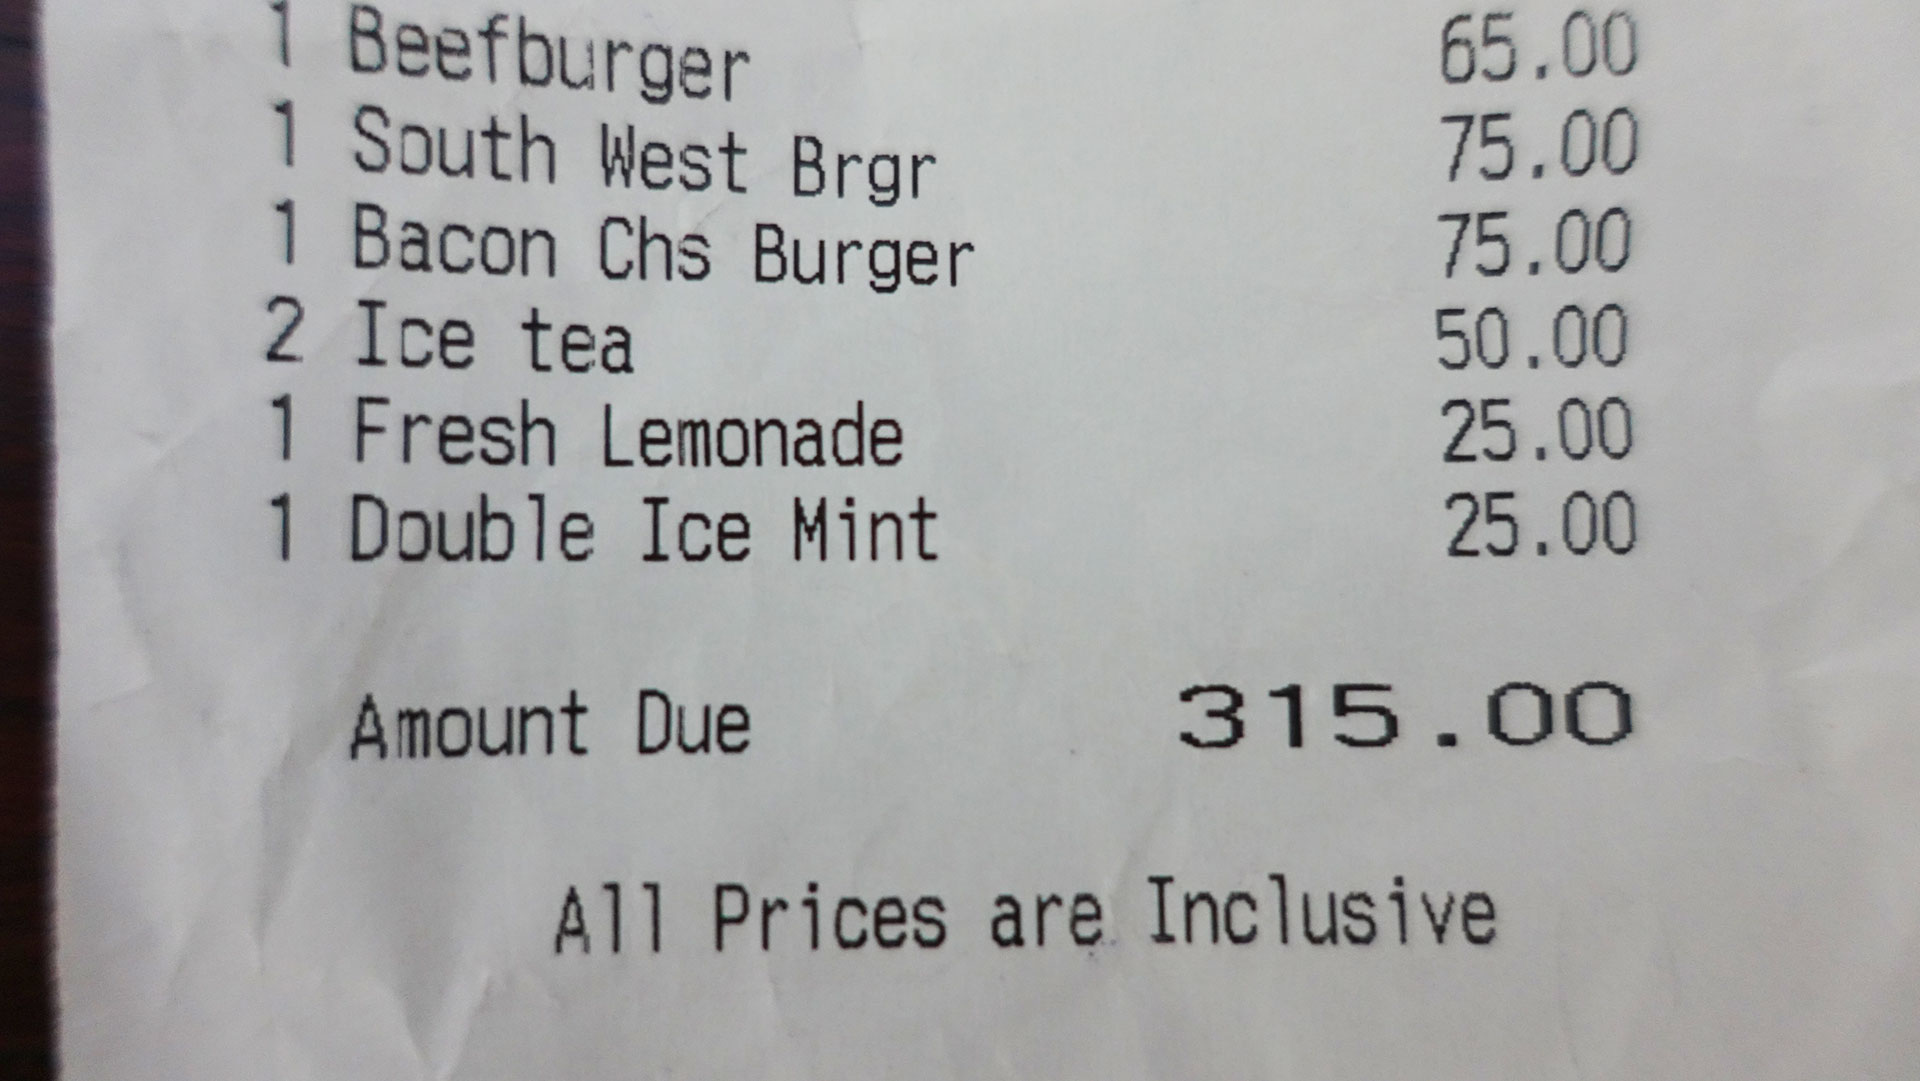 1 Beefburger 65.00
1 South West Brgr 75.00
1 Bacon Chs Burger 75.00
2 Ice tea 50.00
1 Fresh Lemonade 25.00
1 Double Ice Mint 25.00
Amount Due 315.00
All Prices are Inclusive